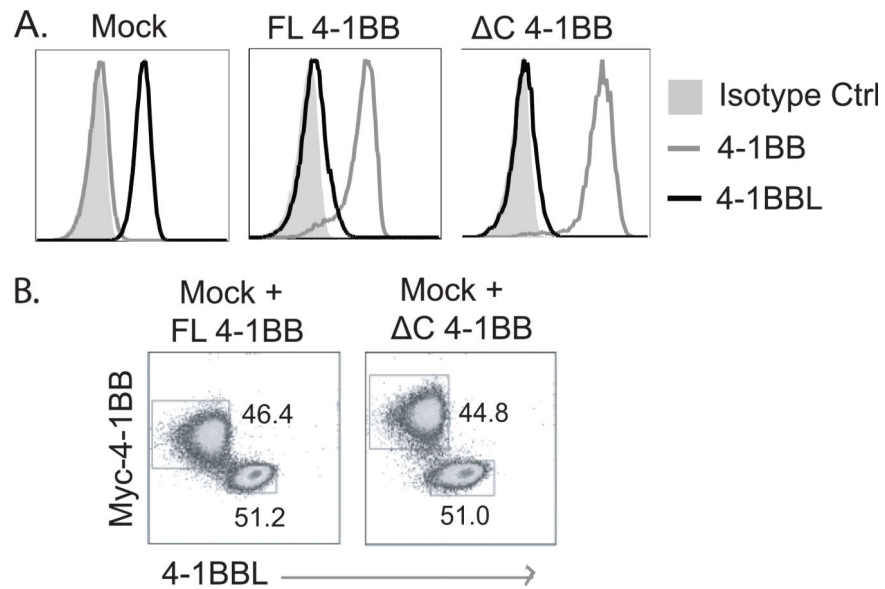 A.
Mock
FL 4-1BB
ΔC 4-1BB
Isotype Ctrl
4-1BB
4-1BBL
B.
Mock +
FL 4-1BB
Mock +
ΔC 4-1BB
Myc-4-1BB
46.4
51.2
44.8
51.0
4-1BBL